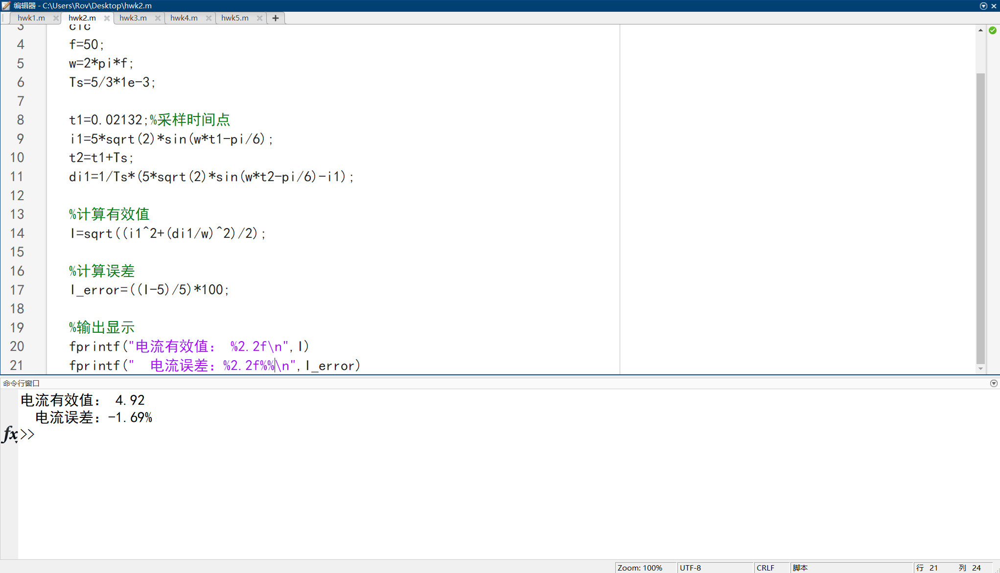 编辑器 - C:\Users\Rov\Desktop\hwk2.m
hwk1.m hwk2.m hwk3.m hwk4.m hwk5.m
3 clc
4 f=50;
5 w=2*pi*f;
6 Ts=5/3*1e-3;
7
8 t1=0.02132;%采样时间点
9 i1=5*sqrt(2)*sin(w*t1-pi/6);
10 t2=t1+Ts;
11 di1=1/Ts*(5*sqrt(2)*sin(w*t2-pi/6)-i1);
12
13 %计算有效值
14 I=sqrt((i1^2+(di1/w)^2)/2);
15
16 %计算误差
17 I_error=((I-5)/5)*100;
18
19 %输出显示
20 fprintf("电流有效值： %2.2f\n",I)
21 fprintf("  电流误差：%2.2f%%\n",I_error)
命令行窗口
电流有效值： 4.92
电流误差：-1.69%
fx >>
Zoom: 100% UTF-8 CRLF 脚本 行 21 列 24